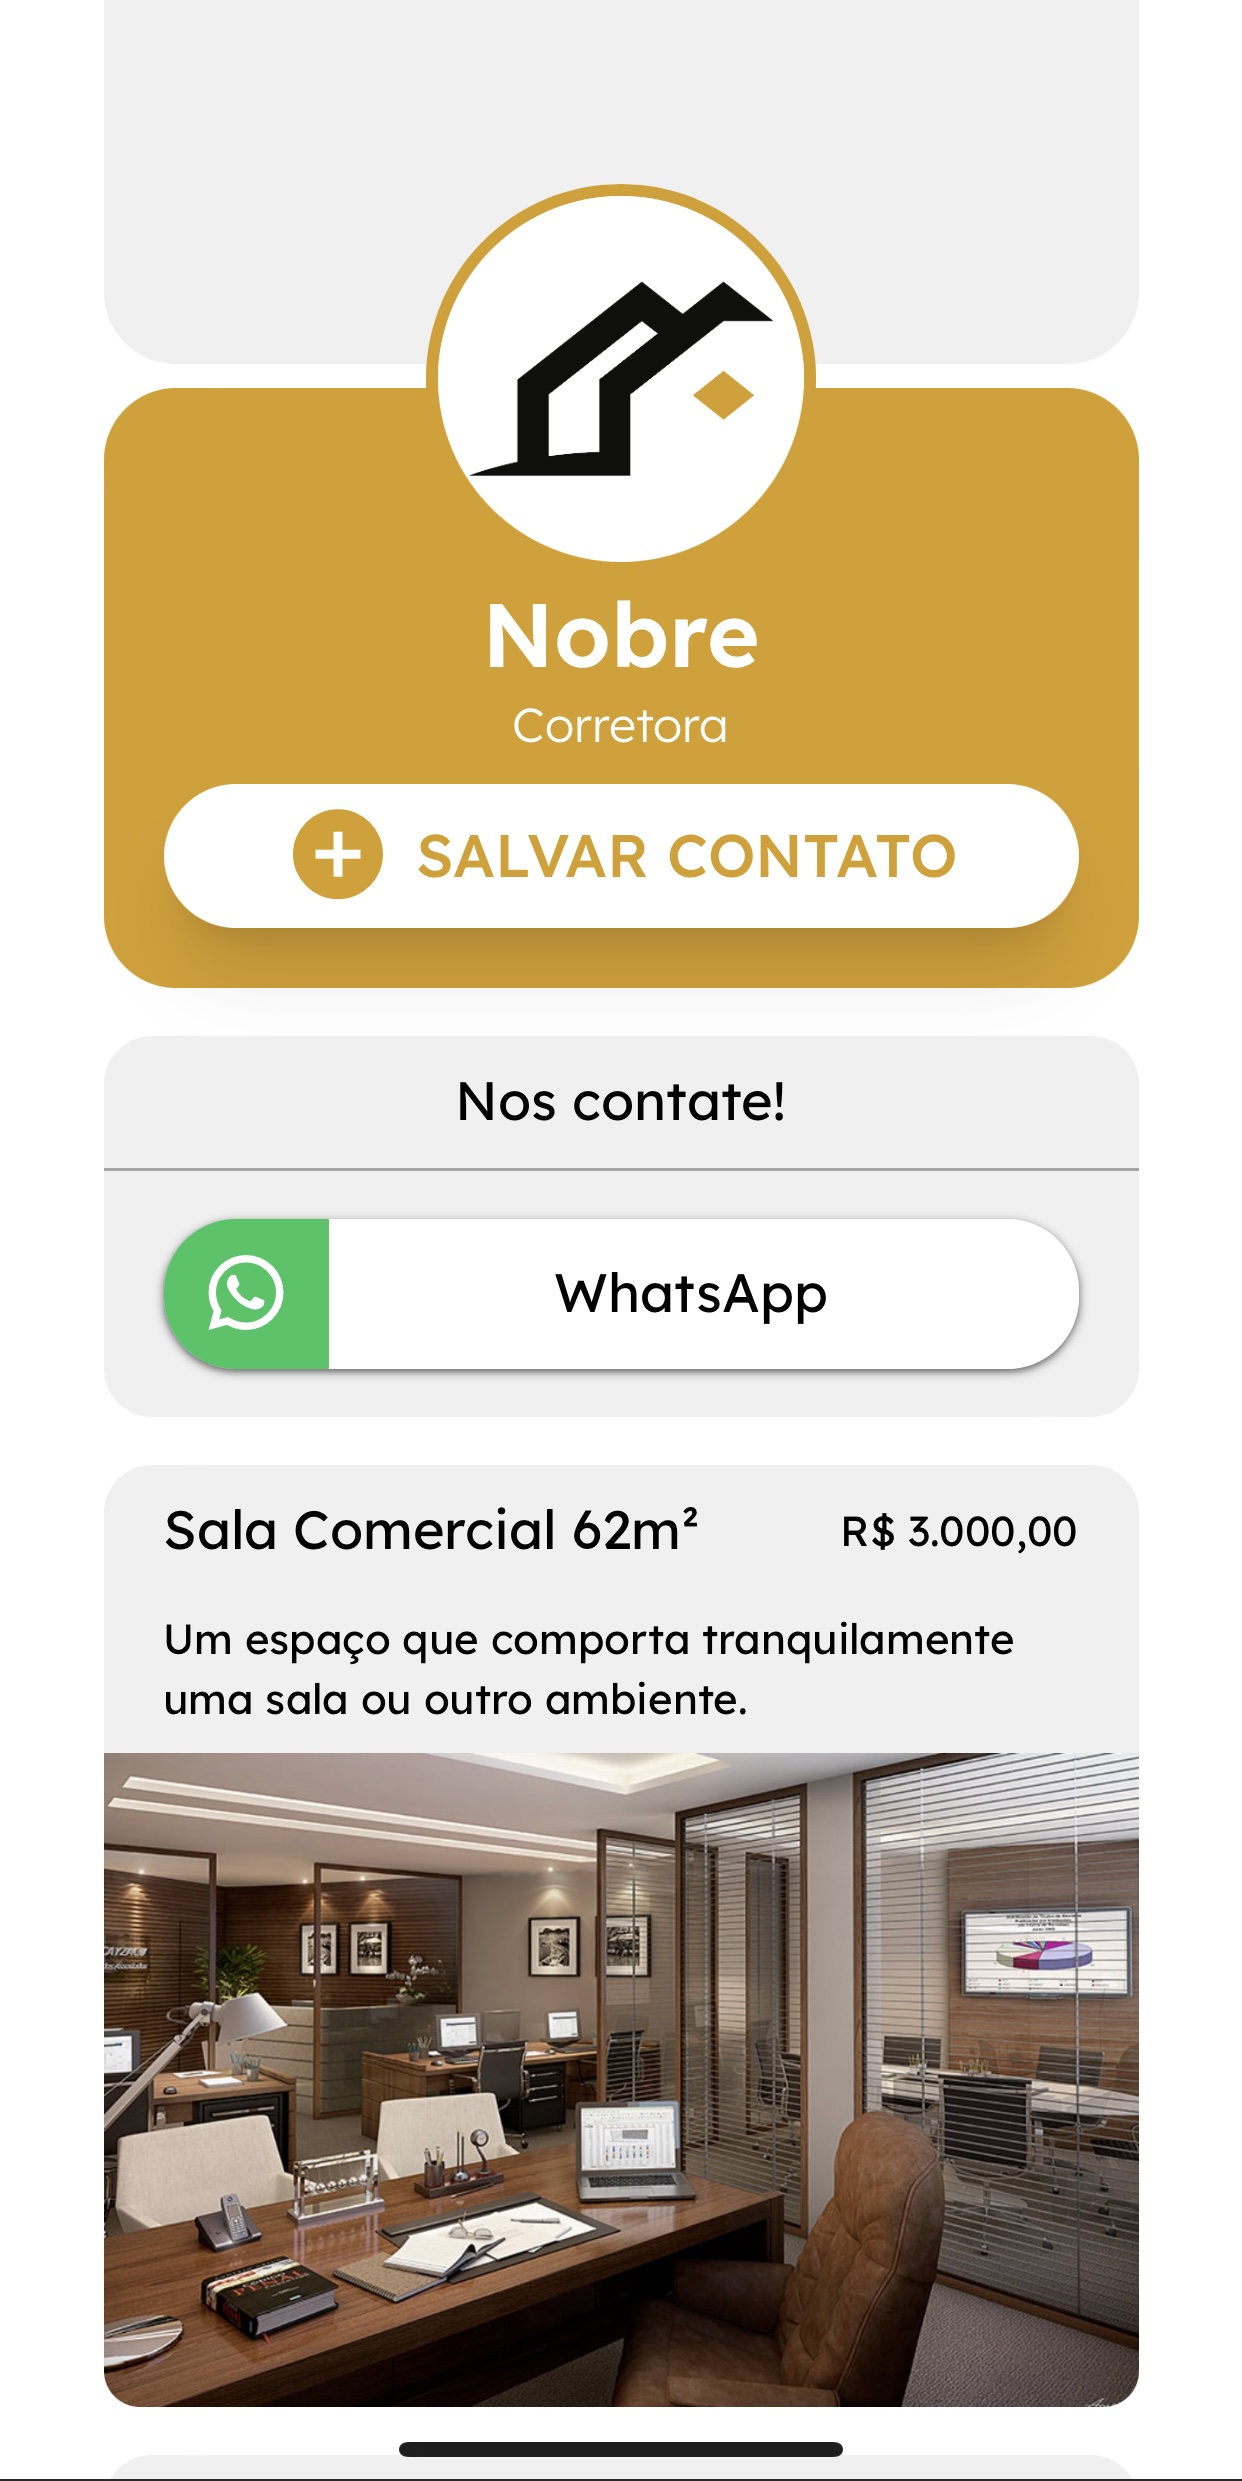 Nobre
Corretora
SALVAR CONTATO
Nos contate!
WhatsApp
Sala Comercial 62m²
R$ 3.000,00
Um espaço que comporta tranquilamente
uma sala ou outro ambiente.